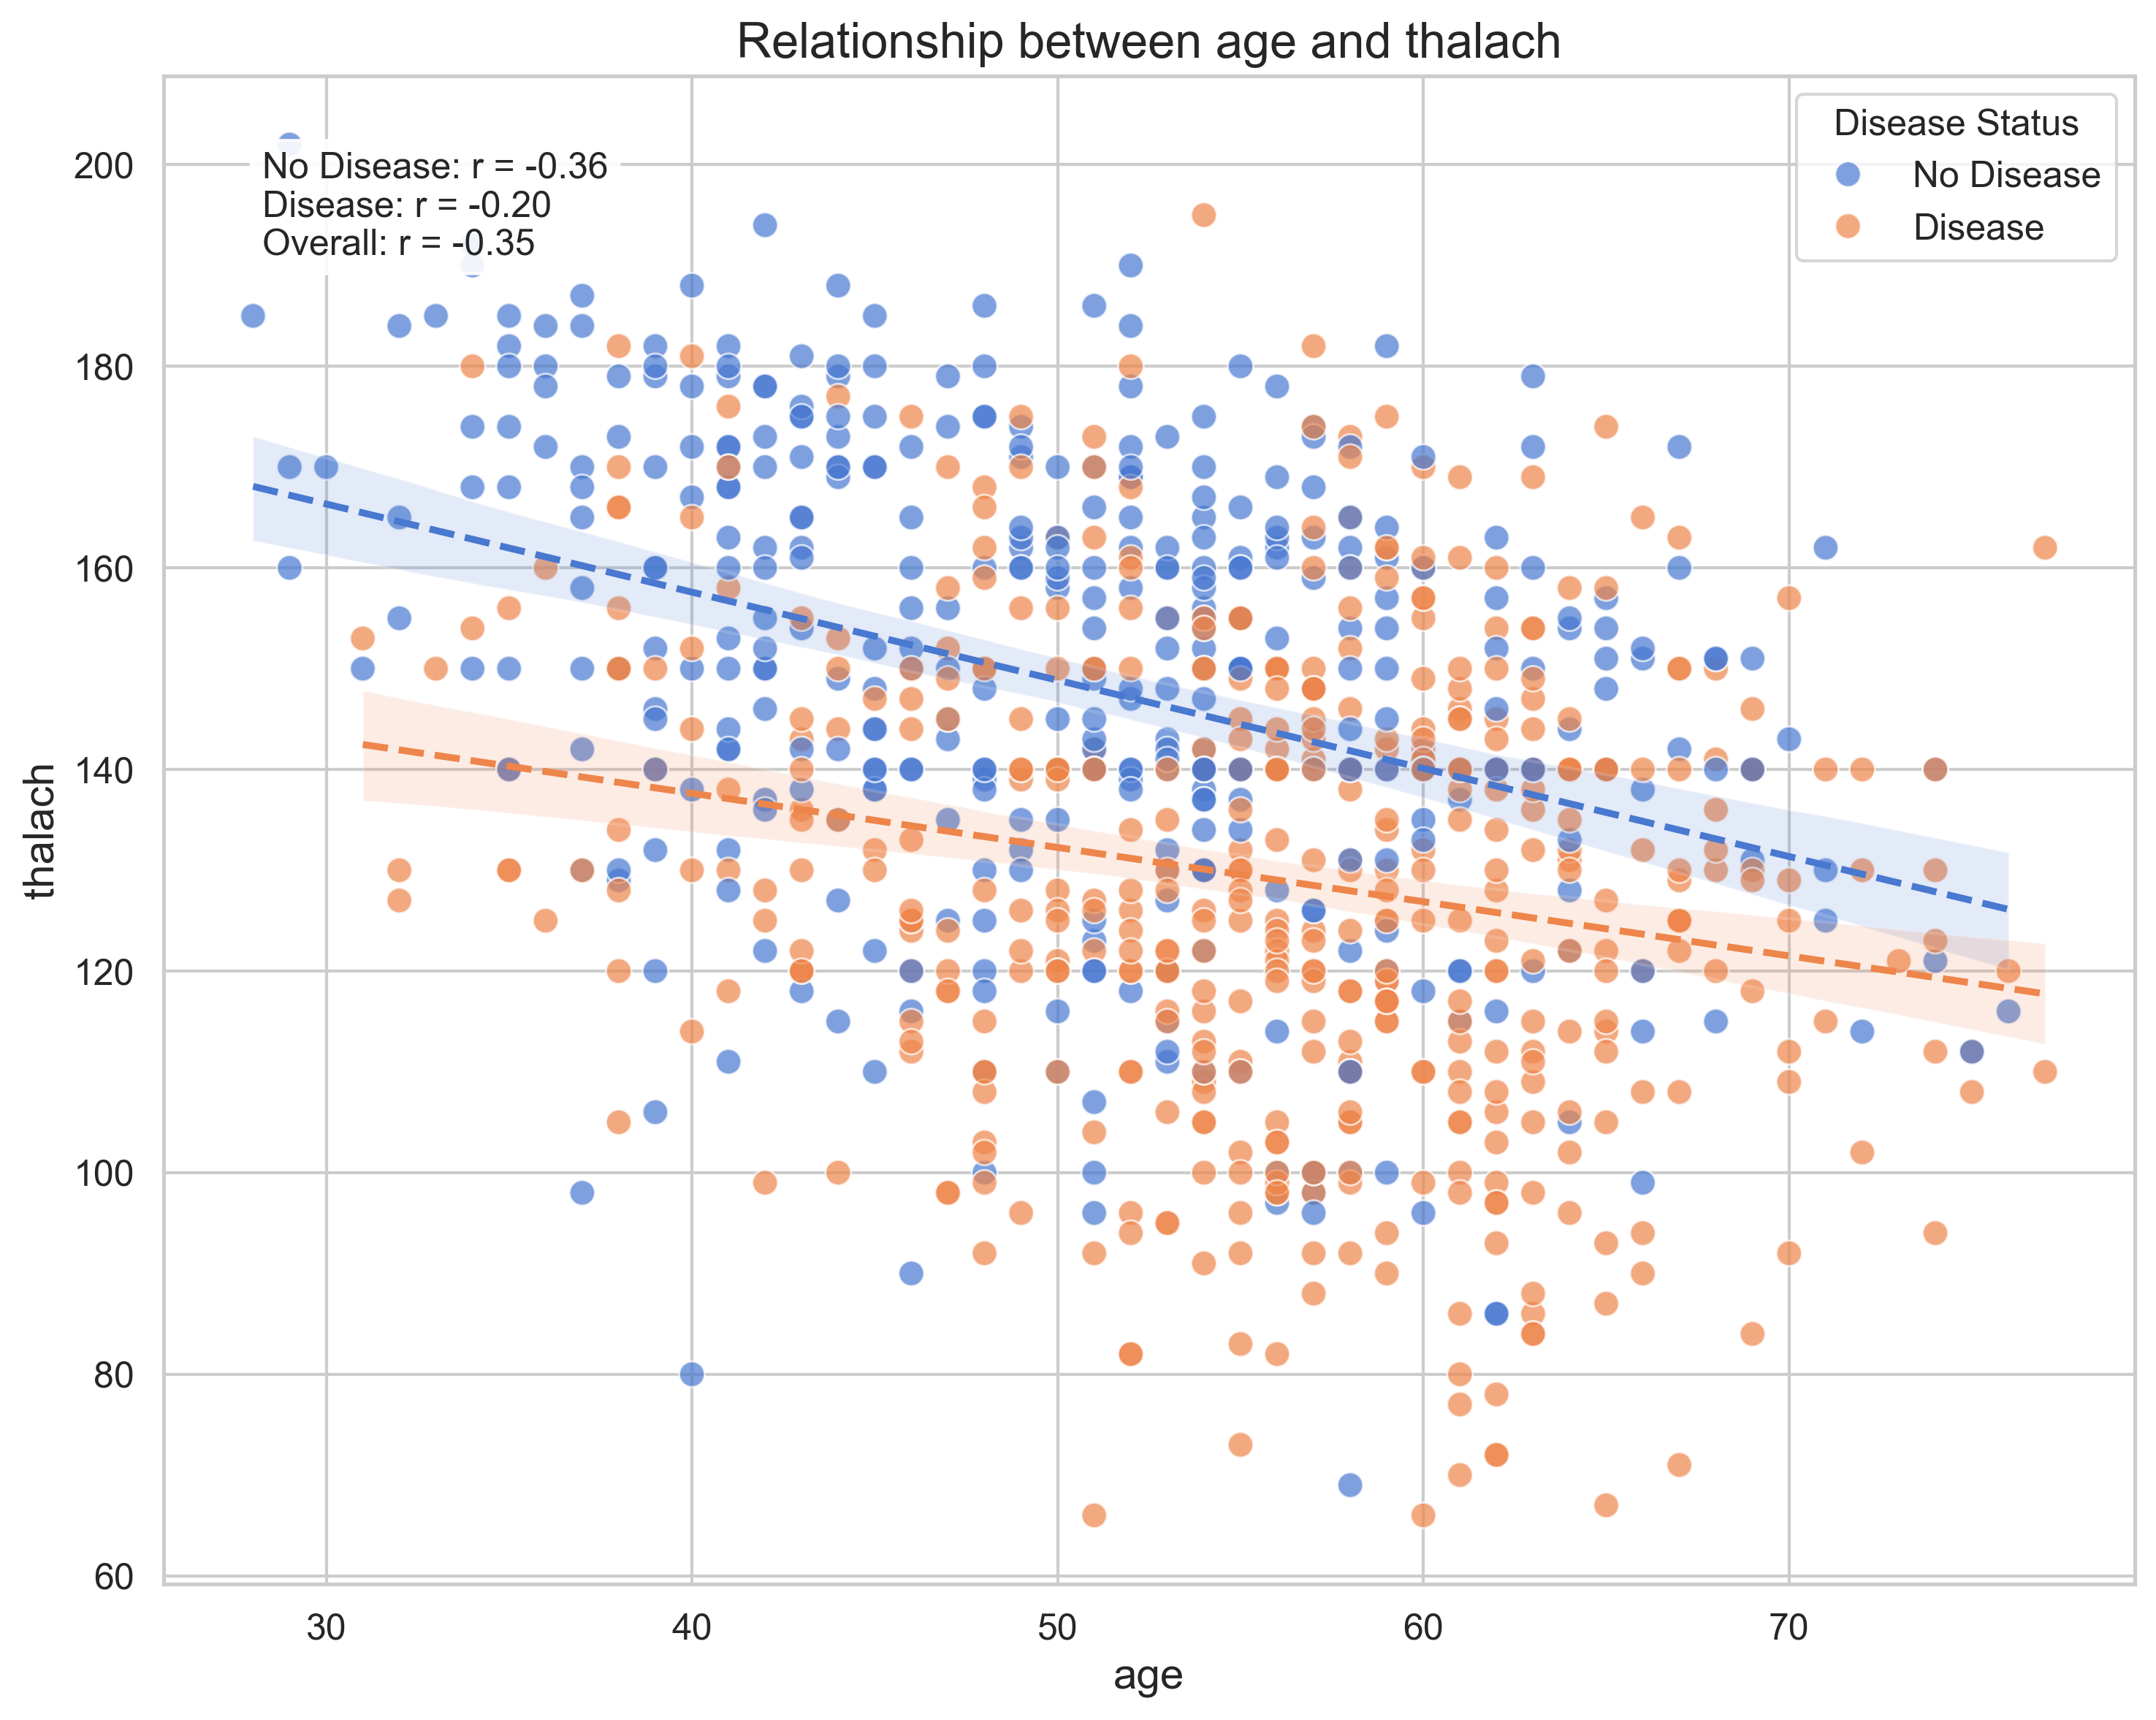 Relationship between age and thalach
No Disease: r = -0.36
Disease: r = -0.20
Overall: r = -0.35
Disease Status
No Disease
Disease
200
180
160
140
120
100
80
60
thalach
30 40 50 60 70
age